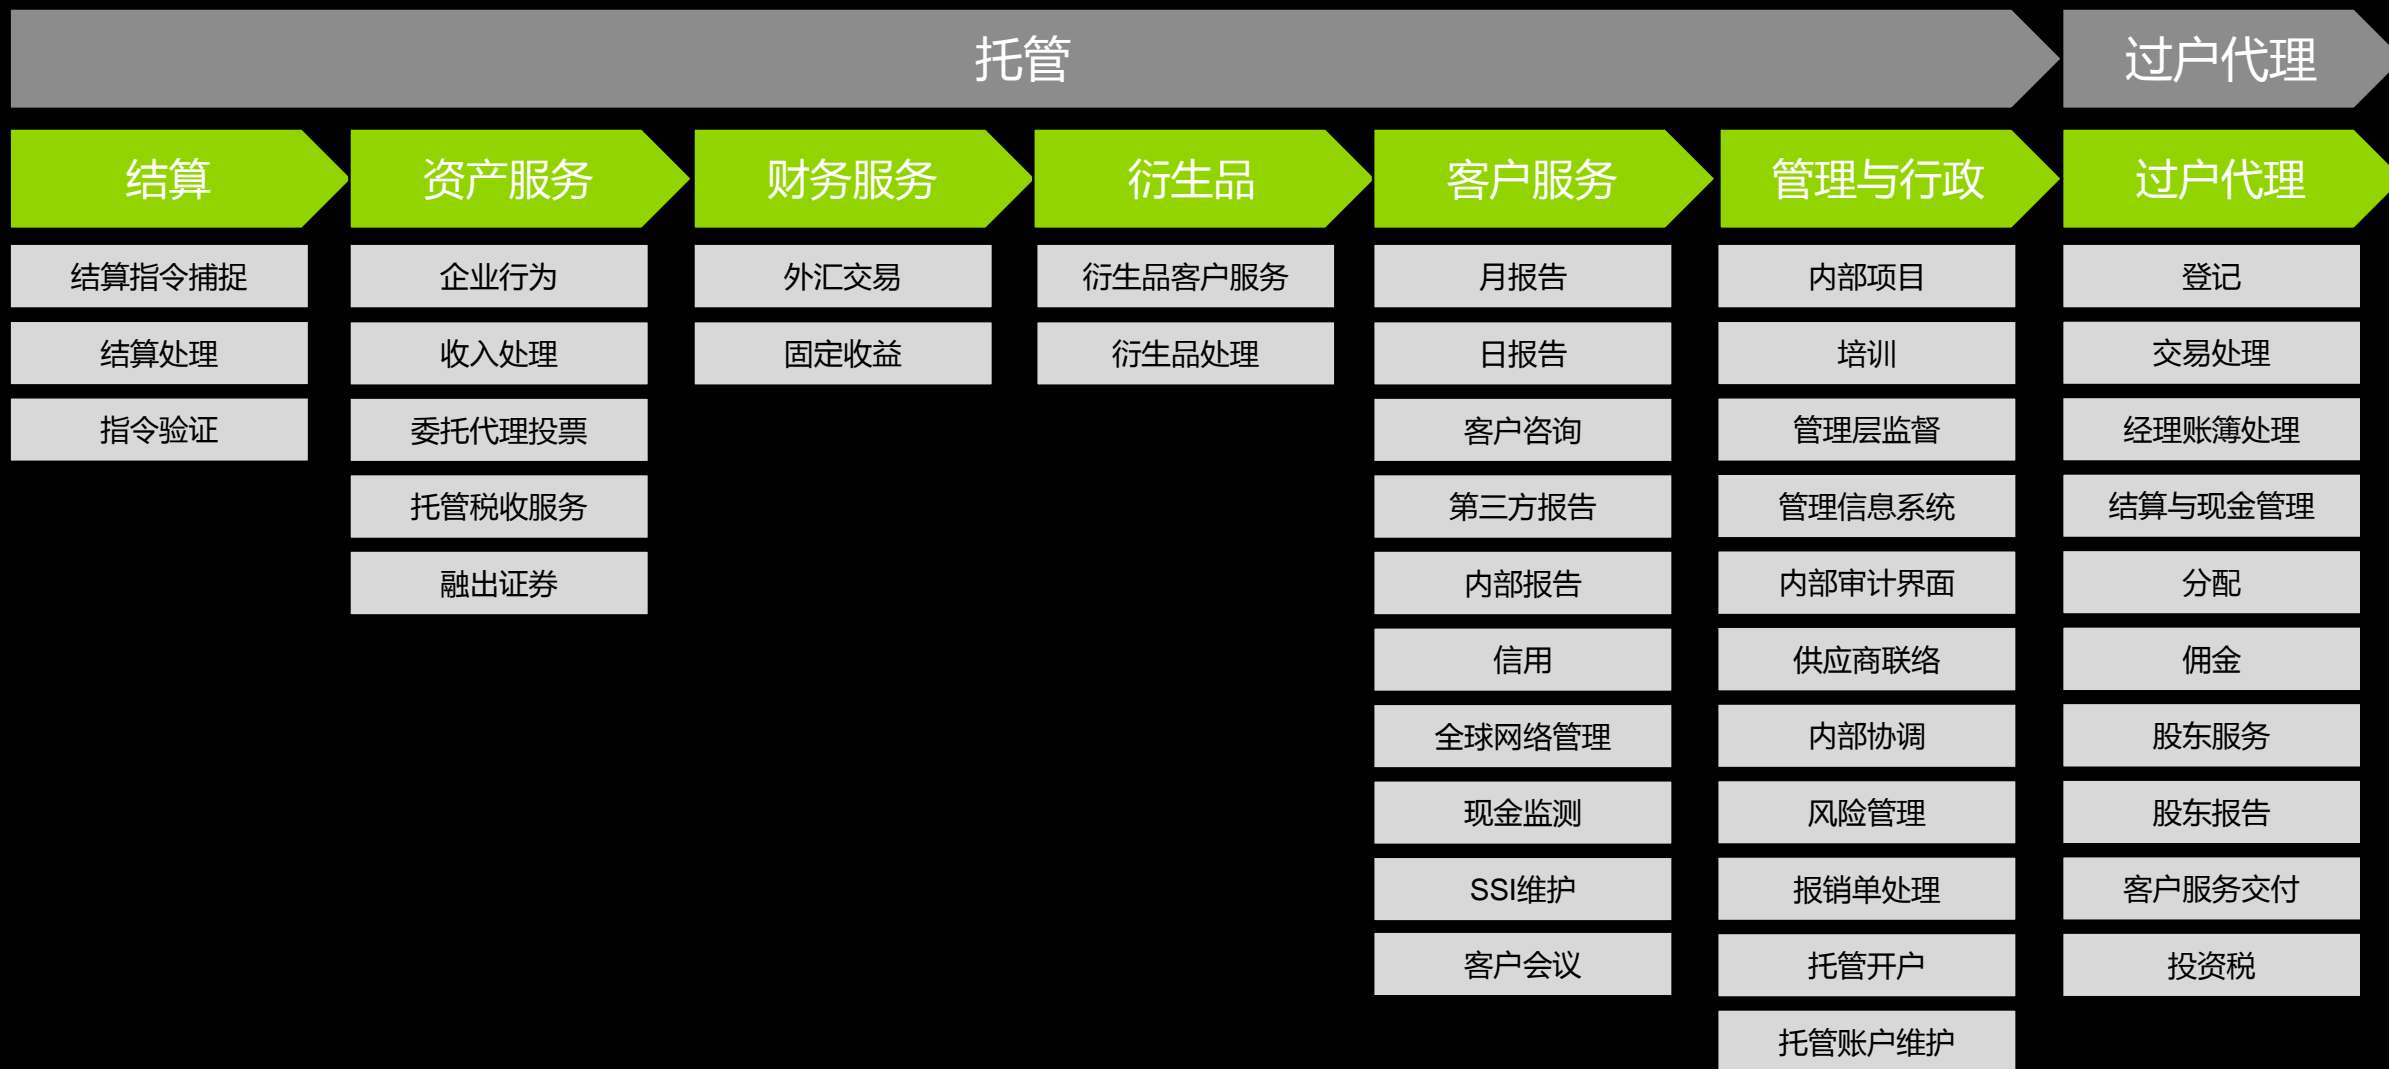 托管
过户代理
结算
资产服务
财务服务
衍生品
客户服务
管理与行政
过户代理
结算指令捕捉
结算处理
指令验证
企业行为
收入处理
委托代理投票
托管税收服务
融出证券
外汇交易
固定收益
衍生品客户服务
衍生品处理
月报告
日报告
客户咨询
第三方报告
内部报告
信用
全球网络管理
现金监测
SSI维护
客户会议
内部项目
培训
管理层监督
管理信息系统
内部审计界面
供应商联络
内部协调
风险管理
报销单处理
托管开户
托管账户维护
登记
交易处理
经理账簿处理
结算与现金管理
分配
佣金
股东服务
股东报告
客户服务交付
投资税